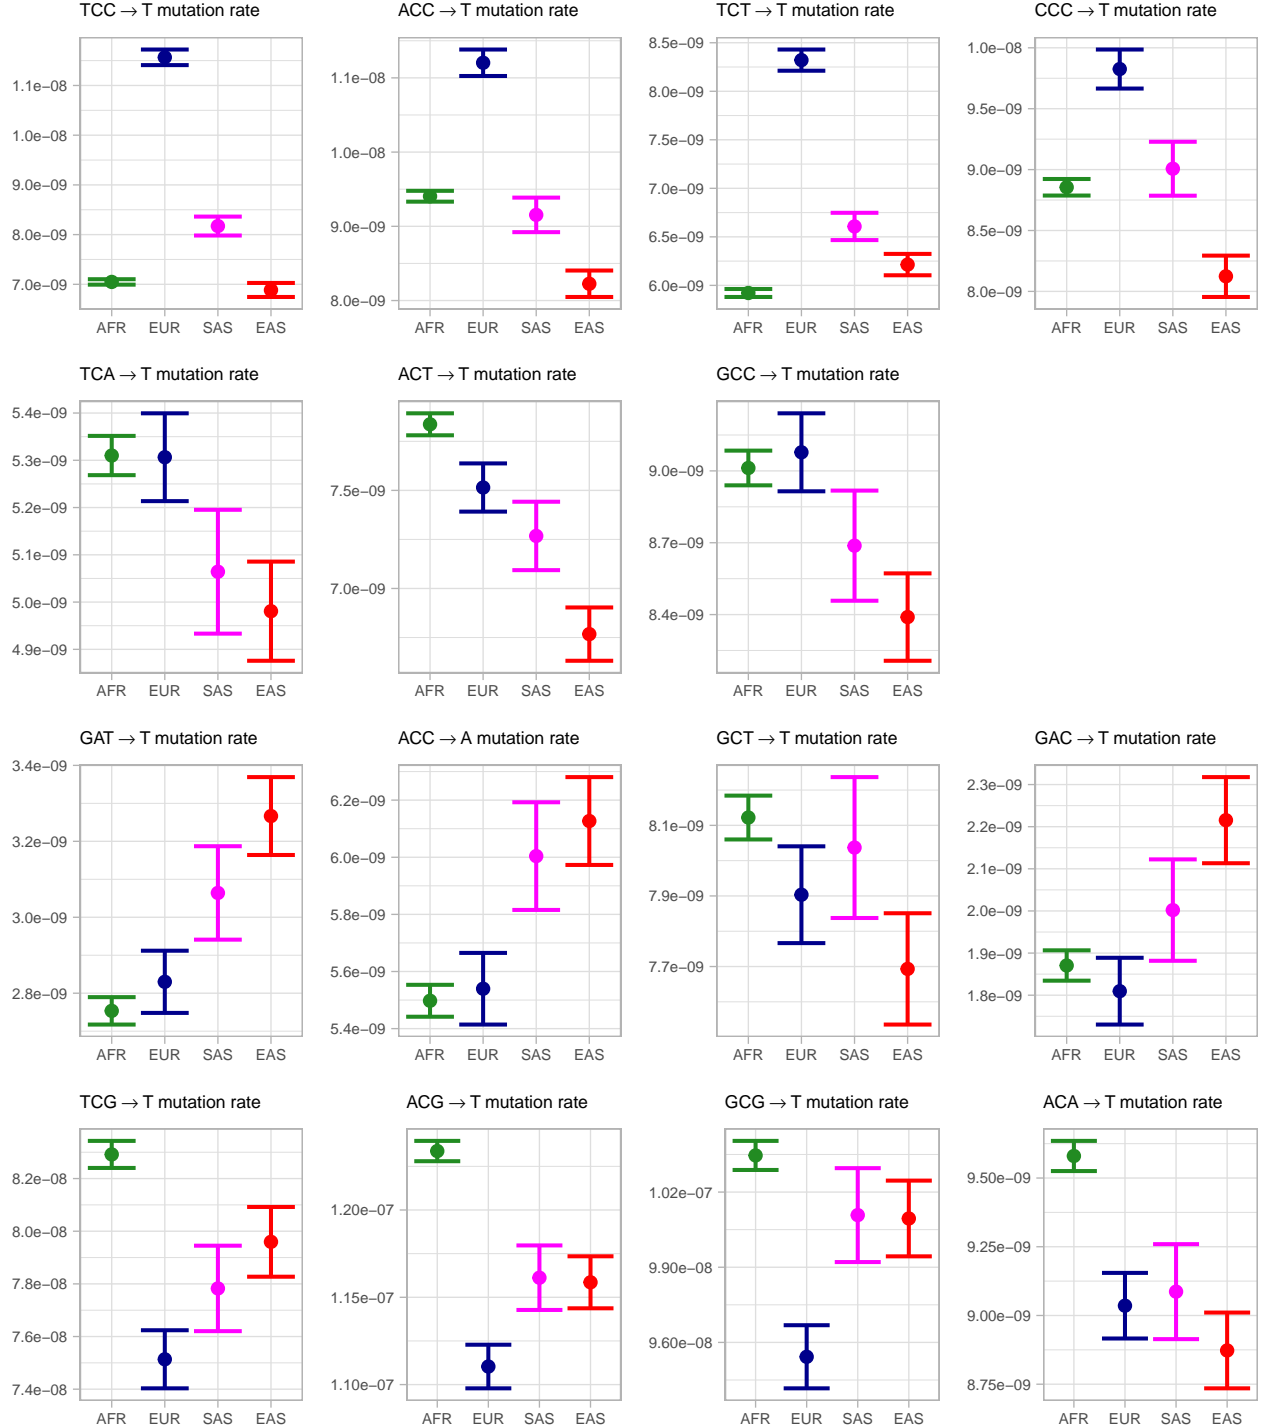 TCC → T mutation rate
1.1e−08
1.0e−08
9.0e−09
8.0e−09
7.0e−09
AFR EUR SAS EAS
ACC → T mutation rate
1.1e−08
1.0e−08
9.0e−09
8.0e−09
AFR EUR SAS EAS
TCT → T mutation rate
8.5e−09
8.0e−09
7.5e−09
7.0e−09
6.5e−09
6.0e−09
AFR EUR SAS EAS
CCC → T mutation rate
1.0e−08
9.5e−09
9.0e−09
8.5e−09
8.0e−09
AFR EUR SAS EAS
TCA → T mutation rate
5.4e−09
5.3e−09
5.2e−09
5.1e−09
5.0e−09
4.9e−09
AFR EUR SAS EAS
ACT → T mutation rate
7.5e−09
7.0e−09
AFR EUR SAS EAS
GCC → T mutation rate
9.0e−09
8.7e−09
8.4e−09
AFR EUR SAS EAS
GAT → T mutation rate
3.4e−09
3.2e−09
3.0e−09
2.8e−09
AFR EUR SAS EAS
ACC → A mutation rate
6.2e−09
6.0e−09
5.8e−09
5.6e−09
5.4e−09
AFR EUR SAS EAS
GCT → T mutation rate
8.1e−09
7.9e−09
7.7e−09
AFR EUR SAS EAS
GAC → T mutation rate
2.3e−09
2.2e−09
2.1e−09
2.0e−09
1.9e−09
1.8e−09
AFR EUR SAS EAS
TCG → T mutation rate
8.2e−08
8.0e−08
7.8e−08
7.6e−08
7.4e−08
AFR EUR SAS EAS
ACG → T mutation rate
1.20e−07
1.15e−07
1.10e−07
AFR EUR SAS EAS
GCG → T mutation rate
1.02e−07
9.90e−08
9.60e−08
AFR EUR SAS EAS
ACA → T mutation rate
9.50e−09
9.25e−09
9.00e−09
8.75e−09
AFR EUR SAS EAS